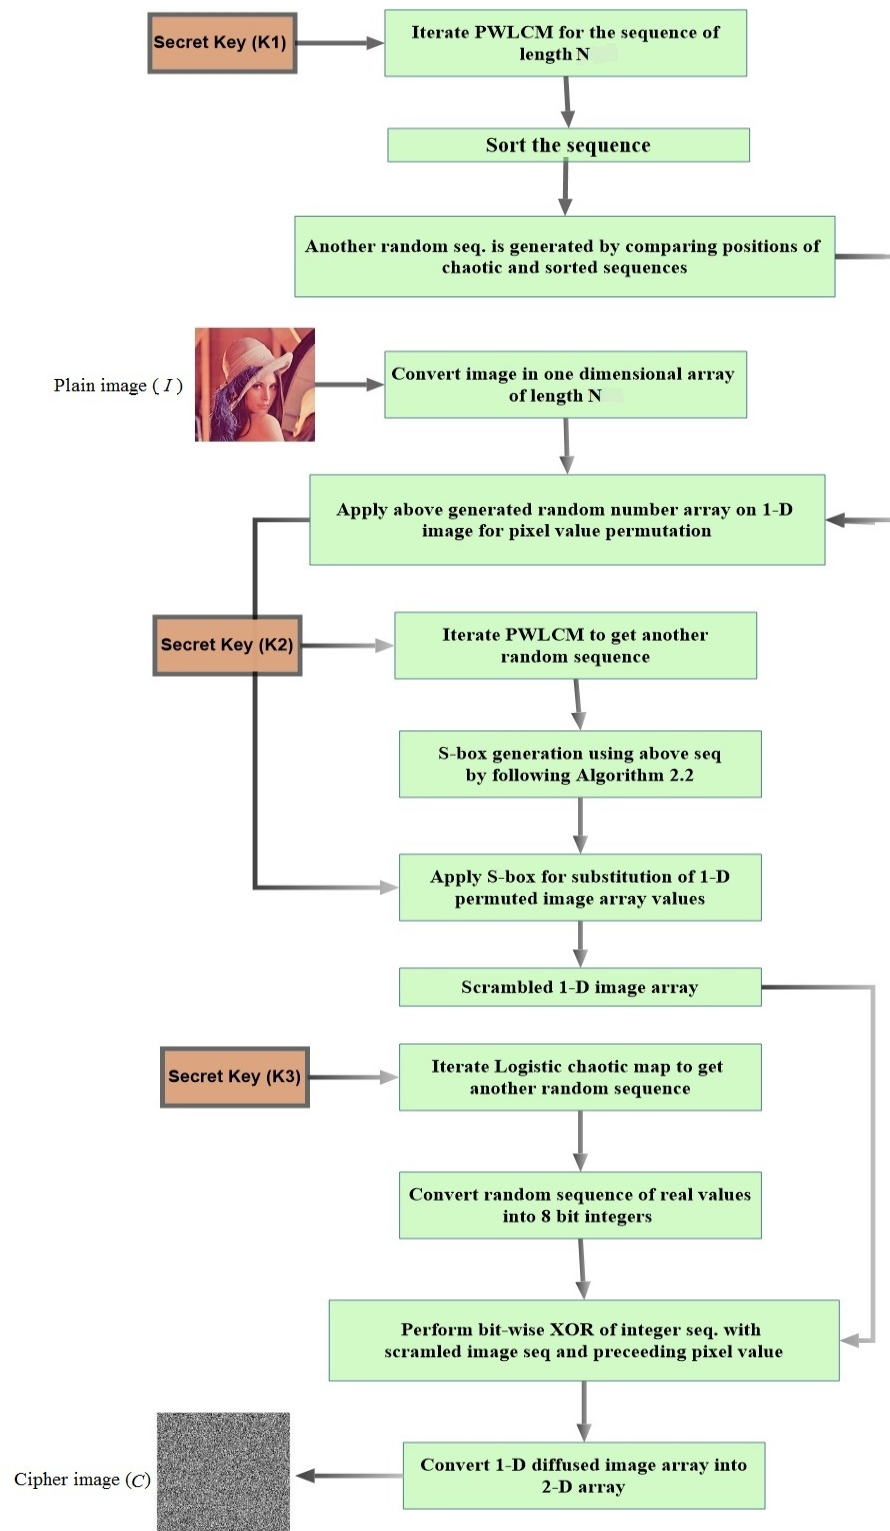 Secret Key (K1)
Iterate PWLCM for the sequence of
length N
Sort the sequence
Another random seq. is generated by comparing positions of
chaotic and sorted sequences
Plain image ( I )
Convert image in one dimensional array
of length N
Apply above generated random number array on 1-D
image for pixel value permutation
Secret Key (K2)
Iterate PWLCM to get another
random sequence
S-box generation using above seq
by following Algorithm 2.2
Apply S-box for substitution of 1-D
permuted image array values
Scrambled 1-D image array
Secret Key (K3)
Iterate Logistic chaotic map to get
another random sequence
Convert random sequence of real values
into 8 bit integers
Perform bit-wise XOR of integer seq. with
scramled image seq and preceeding pixel value
Cipher image (C)
Convert 1-D diffused image array into
2-D array